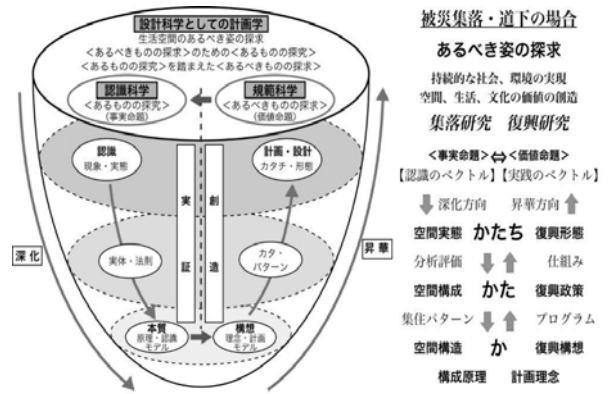 設計科学としての計画学
生活空間のあるべき姿の探求
<あるべきものの探求>のための<あるものの探究>
<あるものの探究>を踏まえた<あるべきものの探求>
認識科学
<あるものの探究>
(事実命題)
規範科学
<あるべきものの探求>
(価値命題)
認識
現象・実態
計画・設計
カタチ・形態
実証
創造
実体・法則
カタ・
パターン
本質
原理・認識
モデル
構想
理念・計画
モデル
深化
昇華
被災集落・道下の場合
あるべき姿の探求
持続的な社会、環境の実現
空間、生活、文化の価値の創造
集落研究 復興研究
<事実命題>⇔<価値命題>
【認識のベクトル】【実践のベクトル】
深化方向 昇華方向
空間実態 かたち 復興形態
分析評価 仕組み
空間構成 かた 復興政策
集住パターン プログラム
空間構造 か 復興構想
構成原理 計画理念